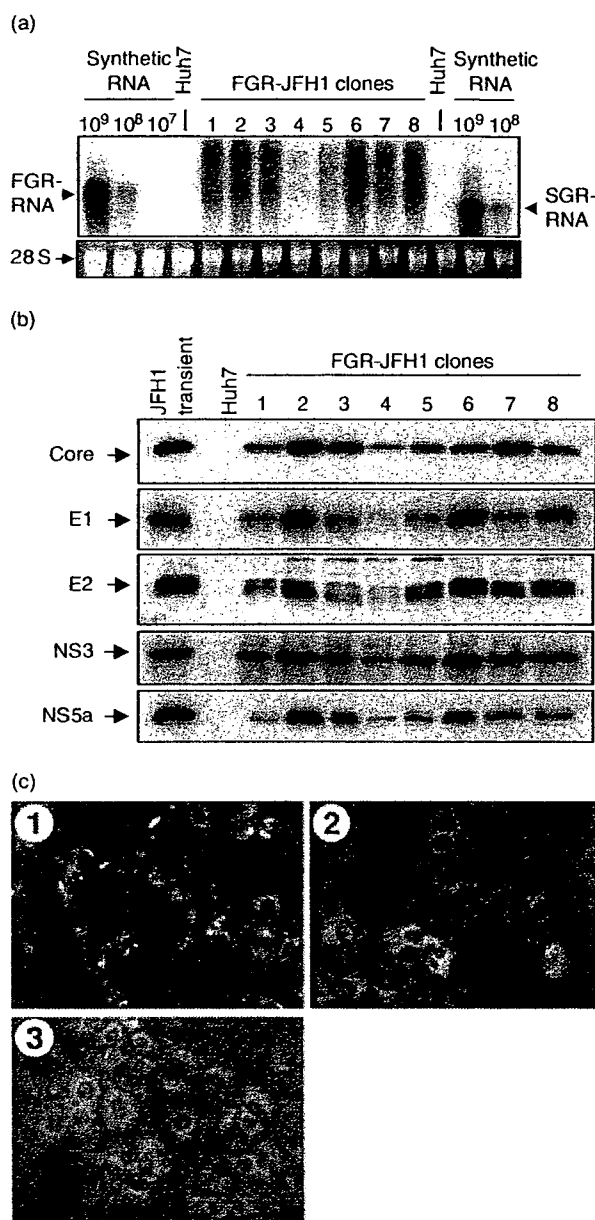 (a)
Synthetic RNA Huh7 FGR-JFH1 clones Huh7 Synthetic RNA
10⁹ 10⁸ 10⁷ 1 2 3 4 5 6 7 8 10⁹ 10⁸
FGR-RNA
SGR-RNA
28S
(b)
JFH1 transient Huh7 FGR-JFH1 clones
1 2 3 4 5 6 7 8
Core
E1
E2
NS3
NS5a
(c)
1 2
3